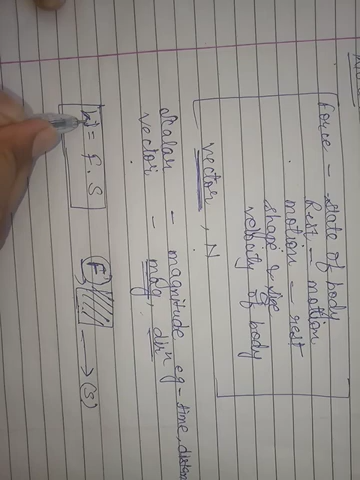 force - state of body
Rest - motion
motion - rest
shape & size
velocity of body
vector, N
scalar - magnitude eg - time, distan
vector - mag dirn
W = F . S
F → (S)